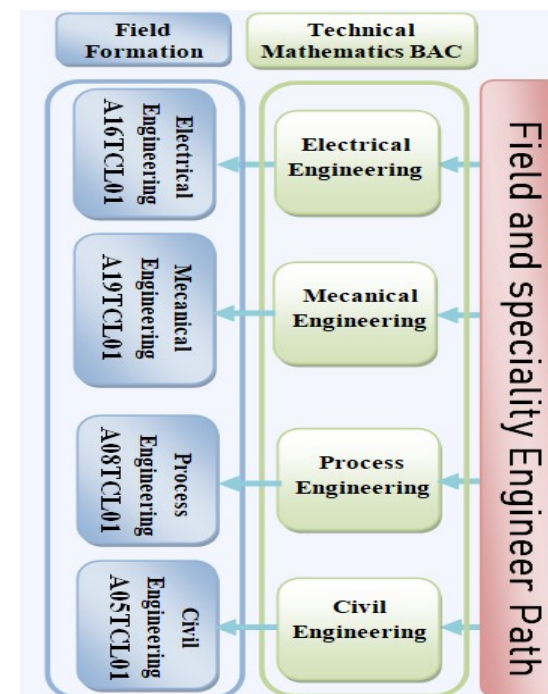 Field
Formation
Technical
Mathematics BAC
Field and speciality Engineer Path
Electrical
Engineering
A16TCL01
Electrical
Engineering
Mecanical
Engineering
A19TCL01
Mecanical
Engineering
Process
Engineering
A08TCL01
Process
Engineering
Civil
Engineering
A05TCL01
Civil
Engineering